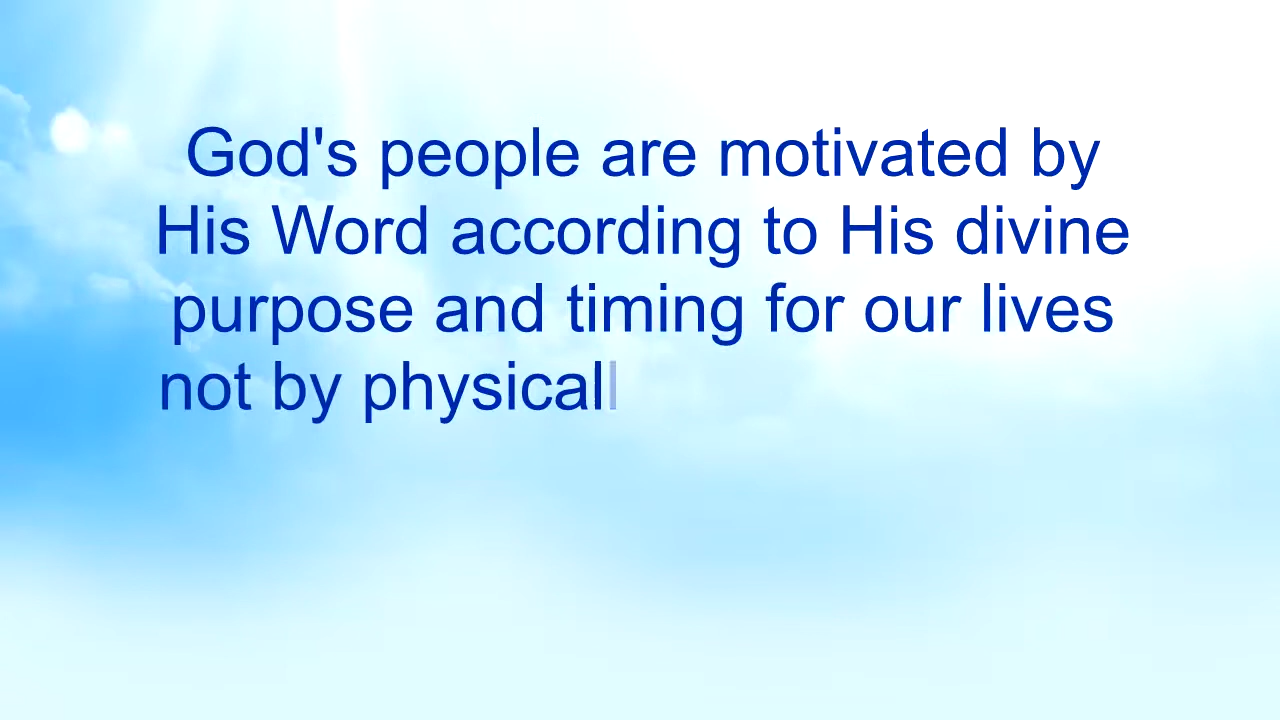 God's people are motivated by
His Word according to His divine
purpose and timing for our lives
not by physicall